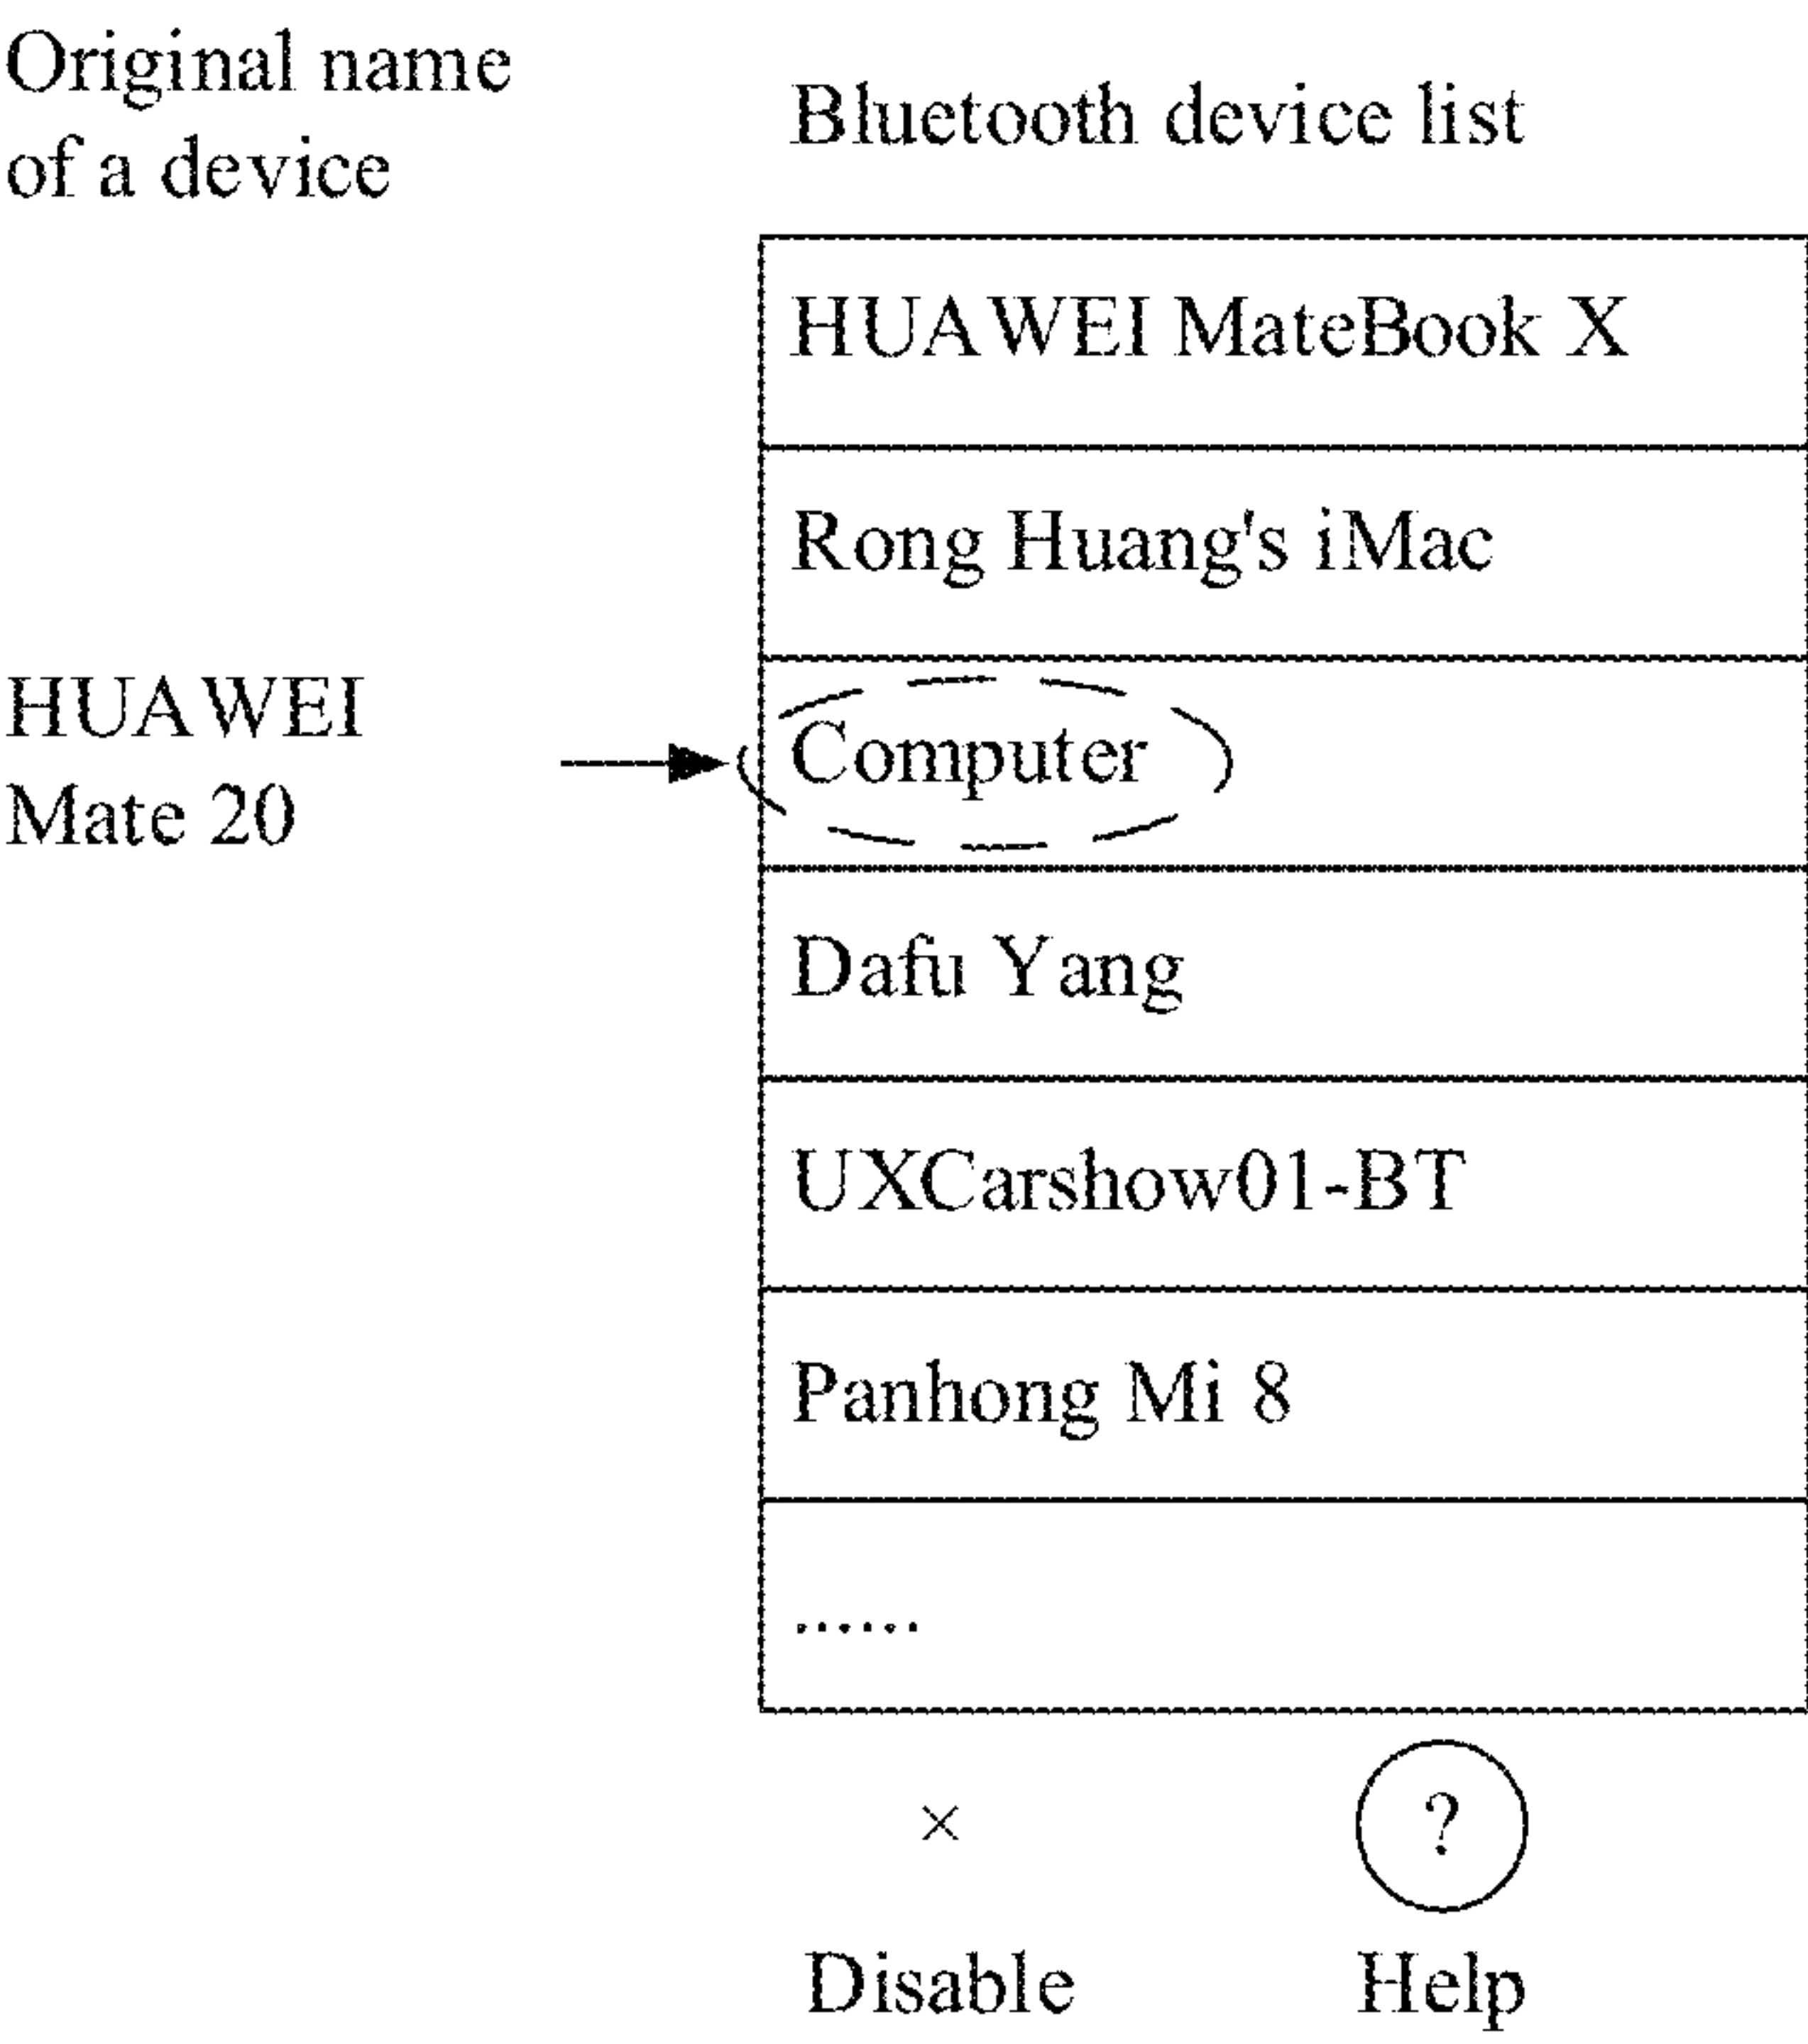 Original name
of a device
Bluetooth device list
HUAWEI MateBook X
Rong Huang's iMac
HUAWEI
Mate 20
Computer
Dafu Yang
UXCarshow01-BT
Panhong Mi 8
......
×
?
Disable
Help